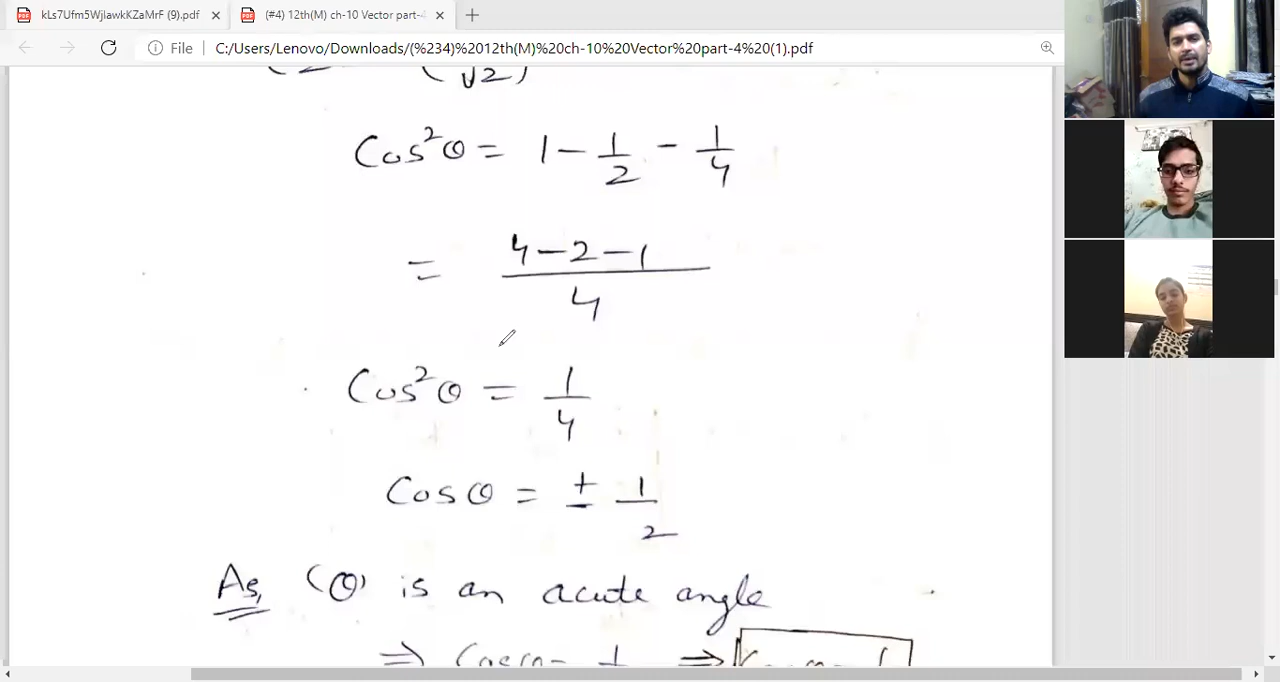 kLs7Ufm5WjlawkKZaMrF (9).pdf
(#4) 12th(M) ch-10 Vector part-4
File
C:/Users/Lenovo/Downloads/(%234)%2012th(M)%20ch-10%20Vector%20part-4%20(1).pdf
(√2)
Cos²θ = 1 - 1/2 - 1/4
= 4-2-1/4
Cos²θ = 1/4
Cosθ = ± 1/2
As, (θ) is an acute angle